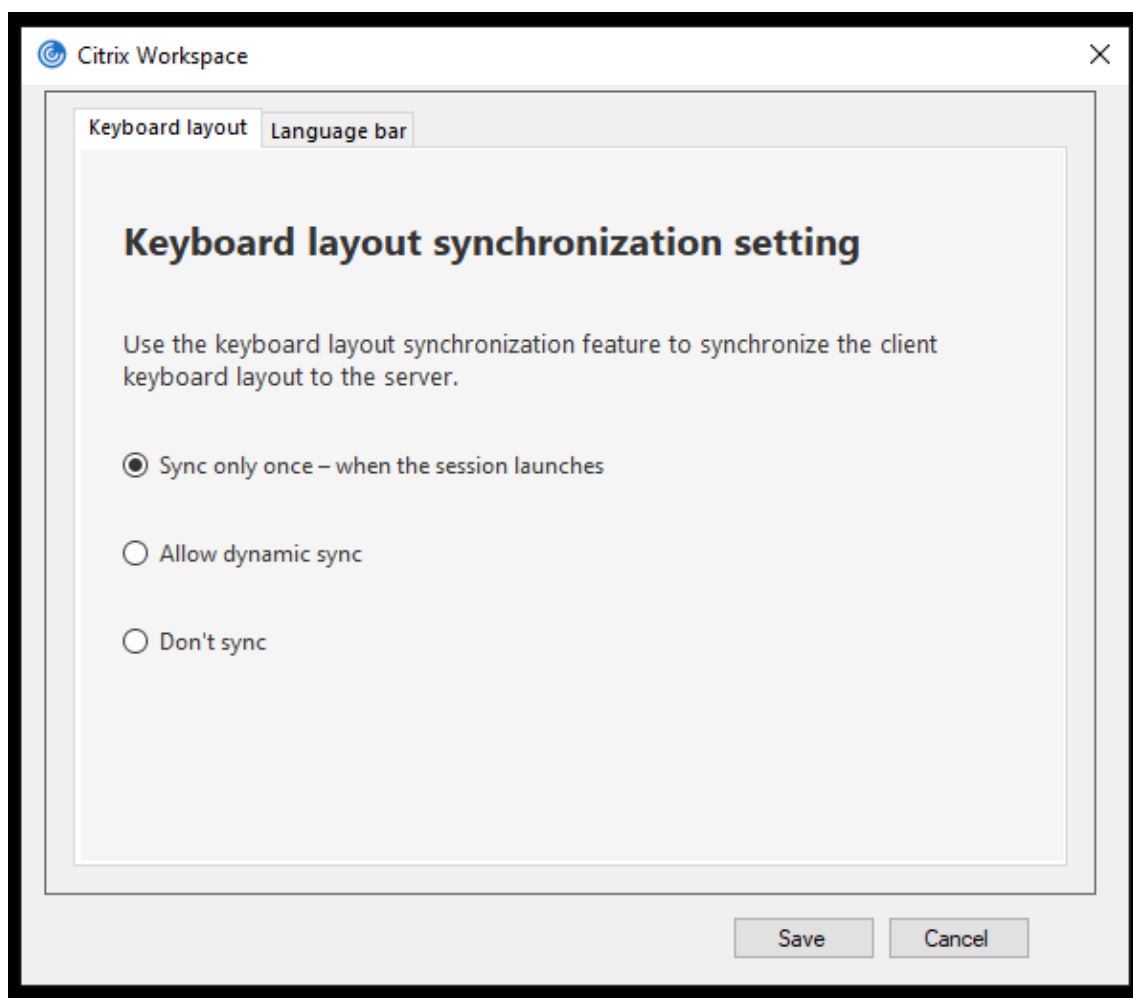 Citrix Workspace
Keyboard layout
Language bar
Keyboard layout synchronization setting
Use the keyboard layout synchronization feature to synchronize the client
keyboard layout to the server.
Sync only once – when the session launches
Allow dynamic sync
Don't sync
Save
Cancel